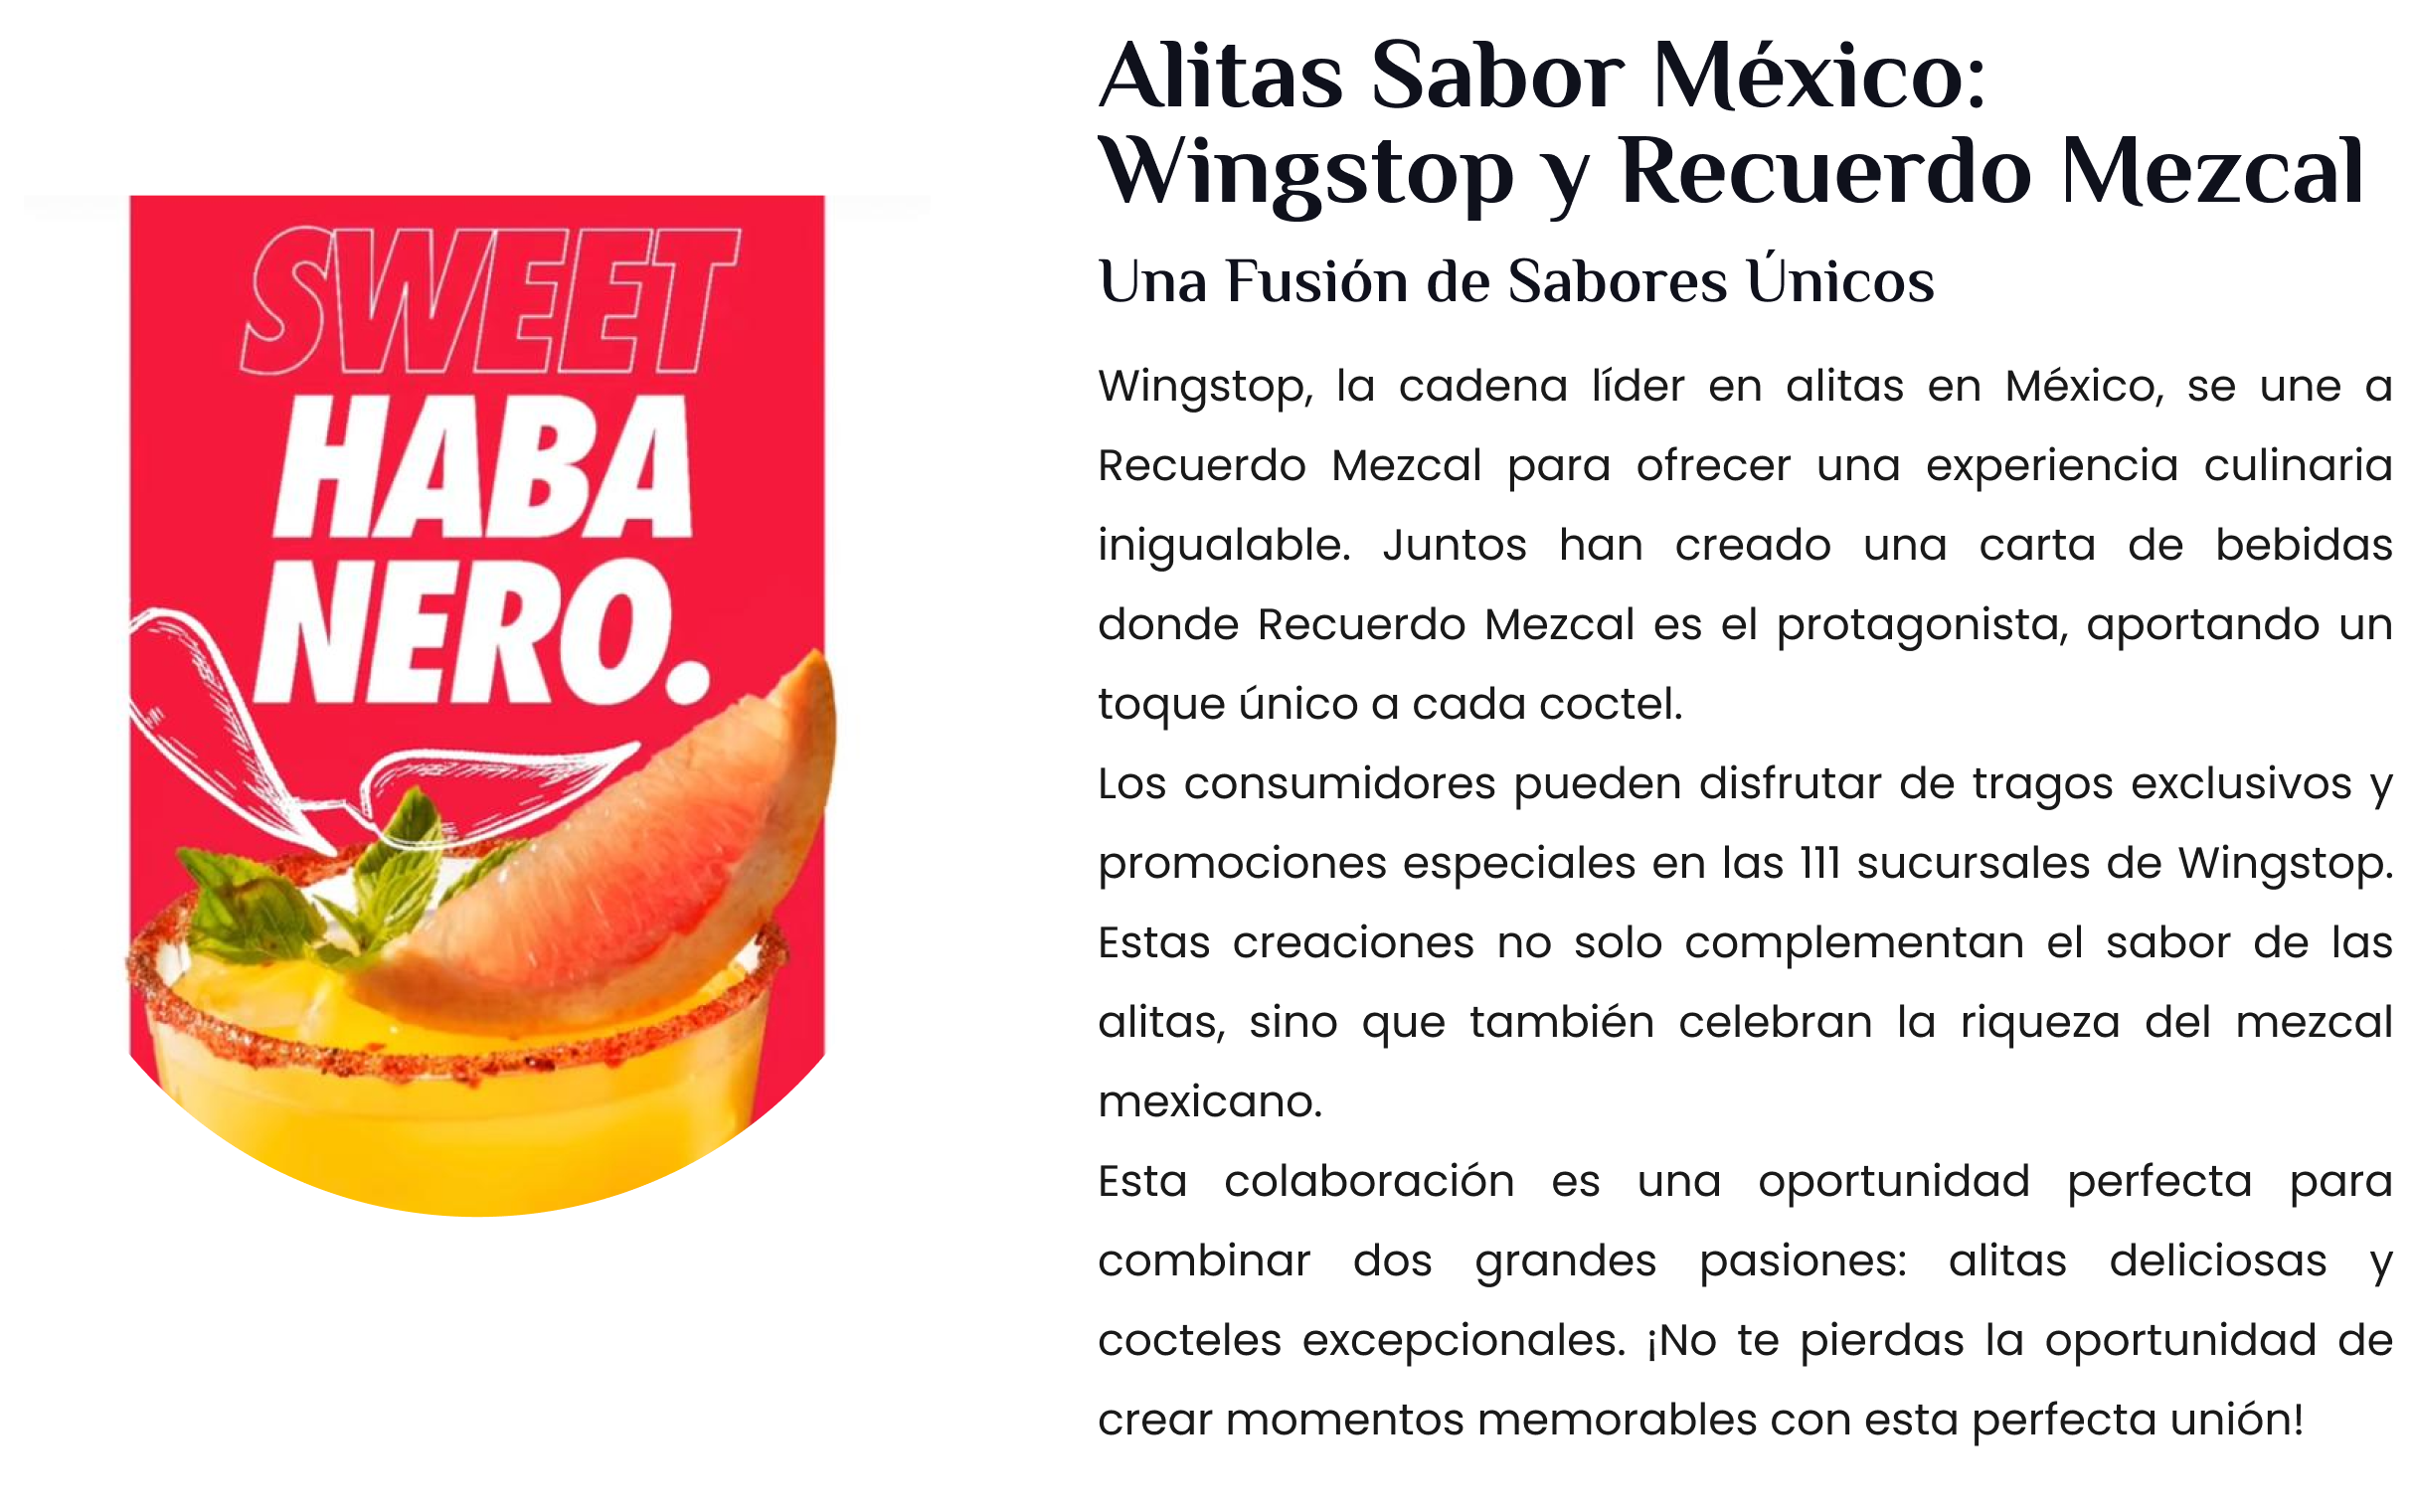 SWEET
HABA
NERO.
Alitas Sabor México:
Wingstop y Recuerdo Mezcal
Una Fusión de Sabores Únicos
Wingstop, la cadena líder en alitas en México, se une a
Recuerdo Mezcal para ofrecer una experiencia culinaria
inigualable. Juntos han creado una carta de bebidas
donde Recuerdo Mezcal es el protagonista, aportando un
toque único a cada coctel.
Los consumidores pueden disfrutar de tragos exclusivos y
promociones especiales en las 111 sucursales de Wingstop.
Estas creaciones no solo complementan el sabor de las
alitas, sino que también celebran la riqueza del mezcal
mexicano.
Esta colaboración es una oportunidad perfecta para
combinar dos grandes pasiones: alitas deliciosas y
cocteles excepcionales. ¡No te pierdas la oportunidad de
crear momentos memorables con esta perfecta unión!